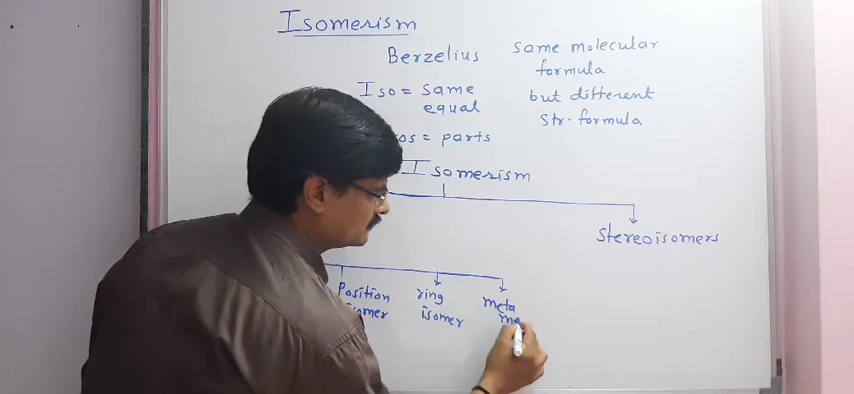 Isomerism
Berzelius
same molecular
formula
but different
str. formula
Iso = same
equal
os = parts
Isomerism
Stereoisomers
Position
isomer
ring
isomer
meta
me